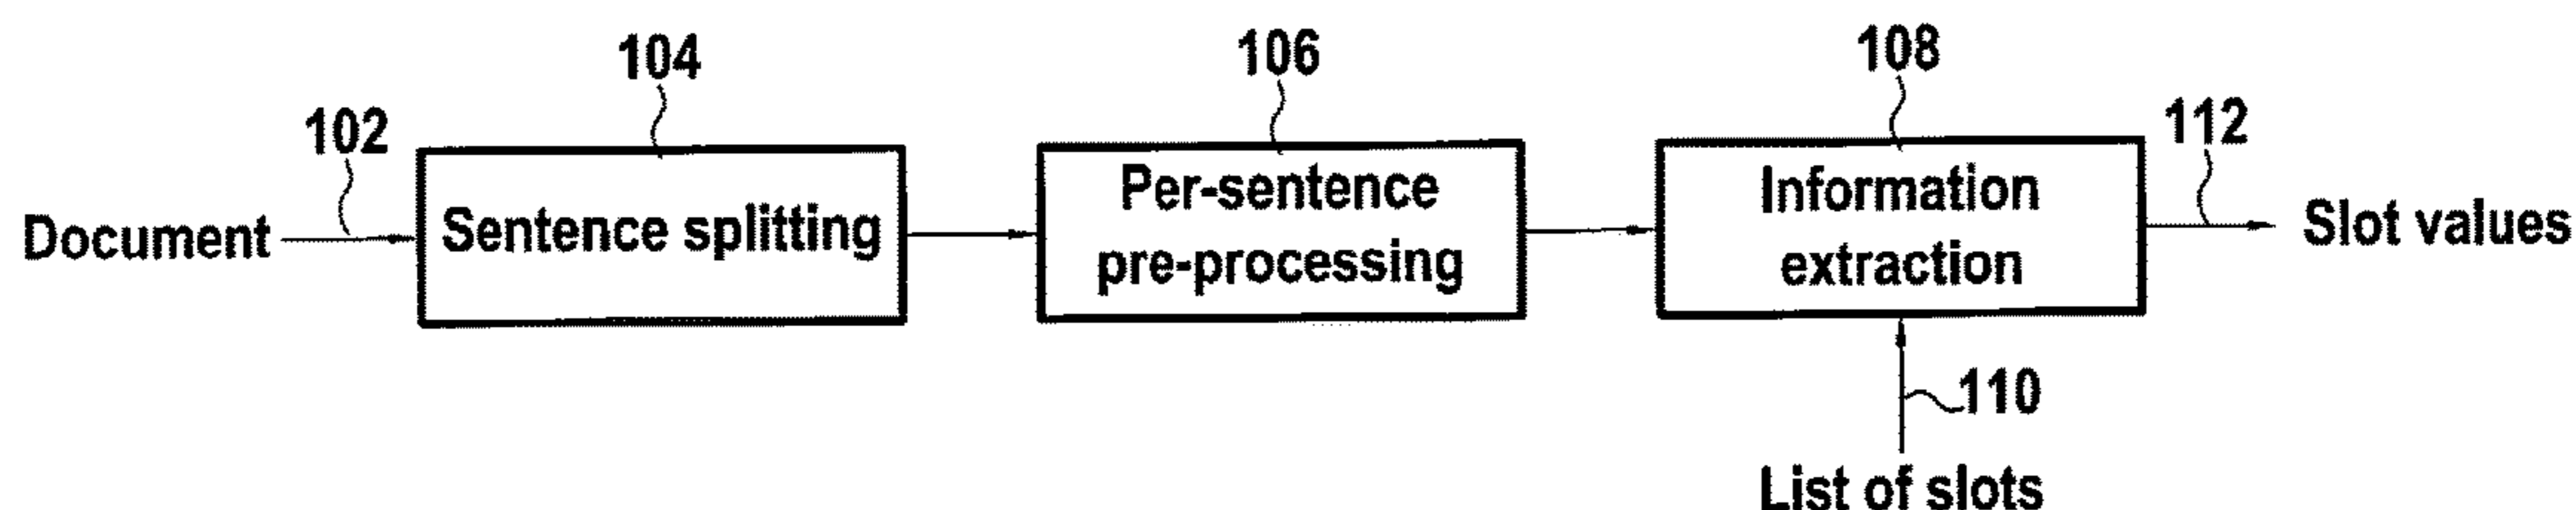 104
106
108
102
112
Document
Sentence splitting
Per-sentence
pre-processing
Information
extraction
Slot values
110
List of slots